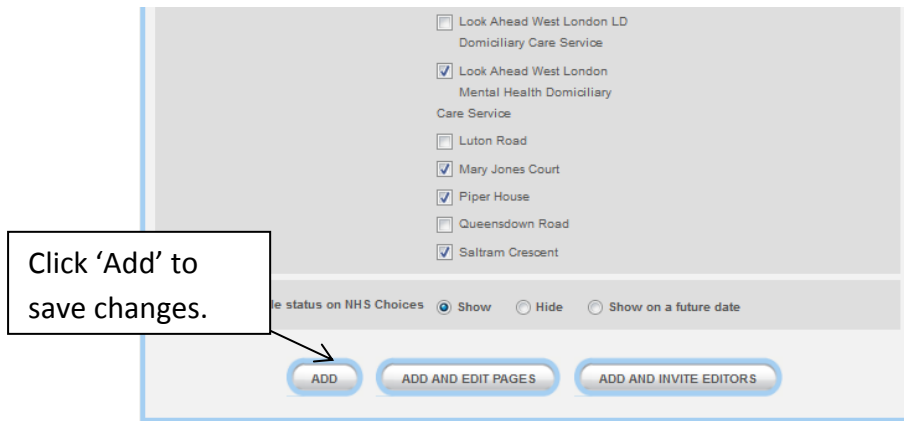 Look Ahead West London LD
Domiciliary Care Service
Look Ahead West London
Mental Health Domiciliary
Care Service
Luton Road
Mary Jones Court
Piper House
Queensdown Road
Saltram Crescent
Click ‘Add’ to
save changes.
status on NHS Choices Show Hide Show on a future date
ADD ADD AND EDIT PAGES ADD AND INVITE EDITORS